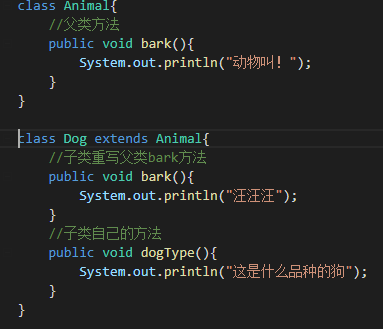 class Animal{
    //父类方法
    public void bark(){
        System.out.println("动物叫！");
    }
}

class Dog extends Animal{
    //子类重写父类bark方法
    public void bark(){
        System.out.println("汪汪汪");
    }
    //子类自己的方法
    public void dogType(){
        System.out.println("这是什么品种的狗");
    }
}